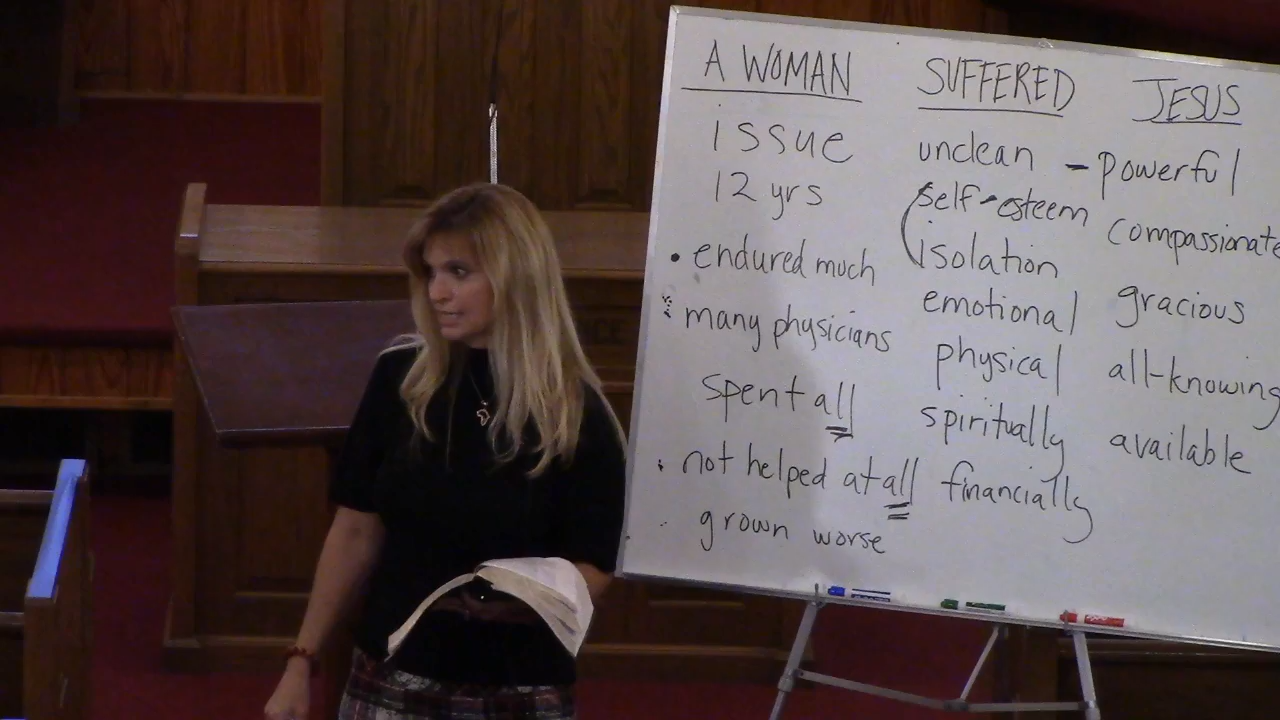 A WOMAN
issue
12 yrs
• endured much
many physicians
spent all
• not helped at all
grown worse
SUFFERED
unclean
self-esteem
isolation
emotional
physical
spiritually
financially
JESUS
- powerful
compassionate
gracious
all-knowing
available